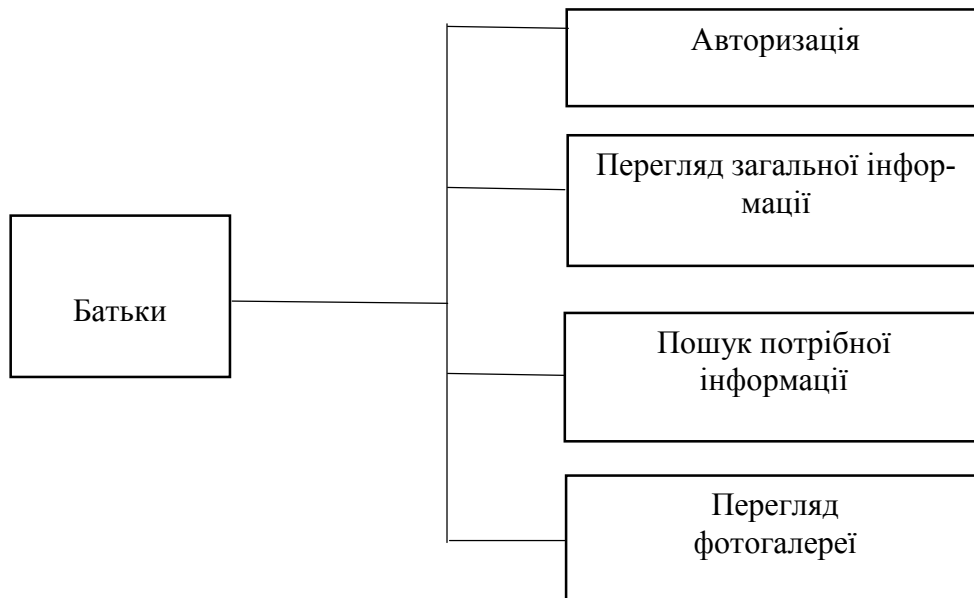 Авторизація
Перегляд загальної інфор-
мації
Батьки
Пошук потрібної
інформації
Перегляд
фотогалереї